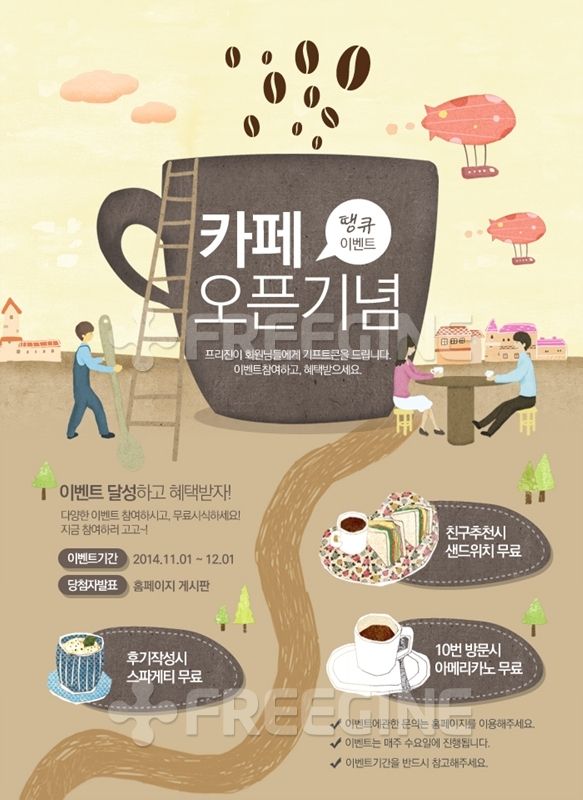 카페
땡큐
이벤트
오픈기념
프리진이 회원님들에게 기프트콘을 드립니다.
이벤트참여하고, 혜택받으세요.
FREEGINE
이벤트 달성하고 혜택받자!
다양한 이벤트 참여하시고, 무료시식하세요!
지금 참여하러 고고~!
이벤트기간 2014.11.01 ~ 12.01
당첨자발표 홈페이지 게시판
친구추천시
샌드위치 무료
후기작성시
스파게티 무료
10번 방문시
아메리카노 무료
FREEGINE
이벤트에관한 문의는 홈페이지를 이용해주세요.
이벤트는 매주 수요일에 진행됩니다.
이벤트기간을 반드시 참고해주세요.